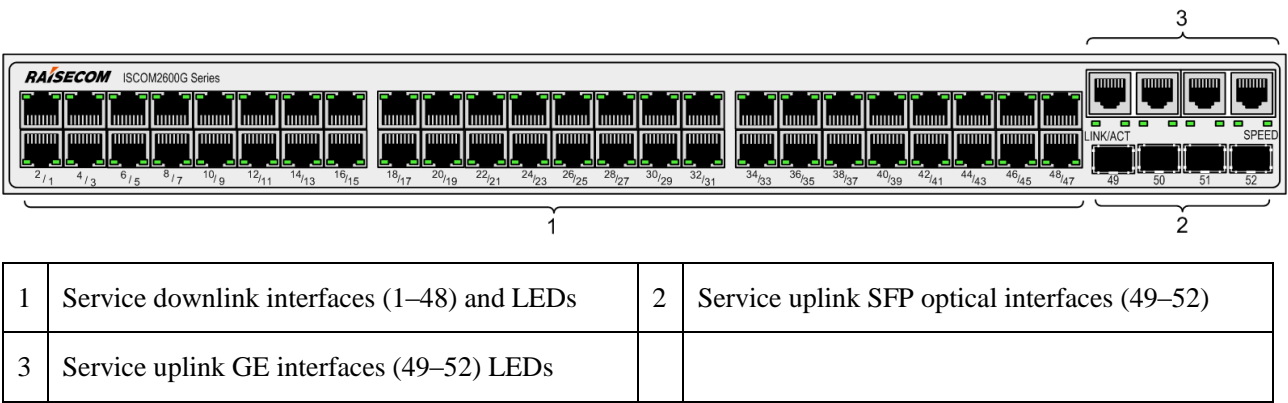 3
RAISECOM ISCOM2600G Series
LINK/ACT SPEED
2/1 4/3 6/5 8/7 10/9 12/11 14/13 16/15 18/17 20/19 22/21 24/23 26/25 28/27 30/29 32/31 34/33 36/35 38/37 40/39 42/41 44/43 46/45 48/47 49 50 51 52
1 2
1 Service downlink interfaces (1–48) and LEDs 2 Service uplink SFP optical interfaces (49–52)
3 Service uplink GE interfaces (49–52) LEDs